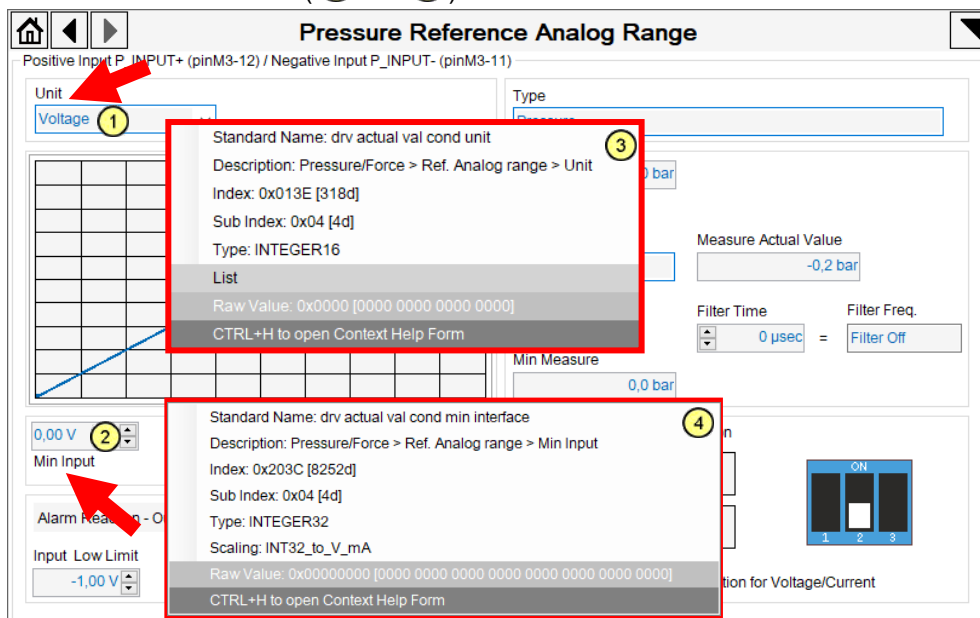 Pressure Reference Analog Range
Positive Input P_INPUT+ (pinM3-12) / Negative Input P_INPUT- (pinM3-11)
Unit
Voltage
1
Type
Pressure
Standard Name: drv actual val cond unit
3
Description: Pressure/Force > Ref. Analog range > Unit
Index: 0x013E [318d]
Sub Index: 0x04 [4d]
Type: INTEGER16
List
Raw Value: 0x0000 [0000 0000 0000 0000]
CTRL+H to open Context Help Form
0 bar
Measure Actual Value
-0,2 bar
Filter Time
Filter Freq.
0 µsec
=
Filter Off
Min Measure
0,0 bar
0,00 V
2
Min Input
Standard Name: drv actual val cond min interface
4
Description: Pressure/Force > Ref. Analog range > Min Input
Index: 0x203C [8252d]
Sub Index: 0x04 [4d]
Type: INTEGER32
Scaling: INT32_to_V_mA
Raw Value: 0x00000000 [0000 0000 0000 0000 0000 0000 0000 0000]
CTRL+H to open Context Help Form
ON
1 2 3
Alarm Reaction - O
Input Low Limit
-1,00 V
tion for Voltage/Current